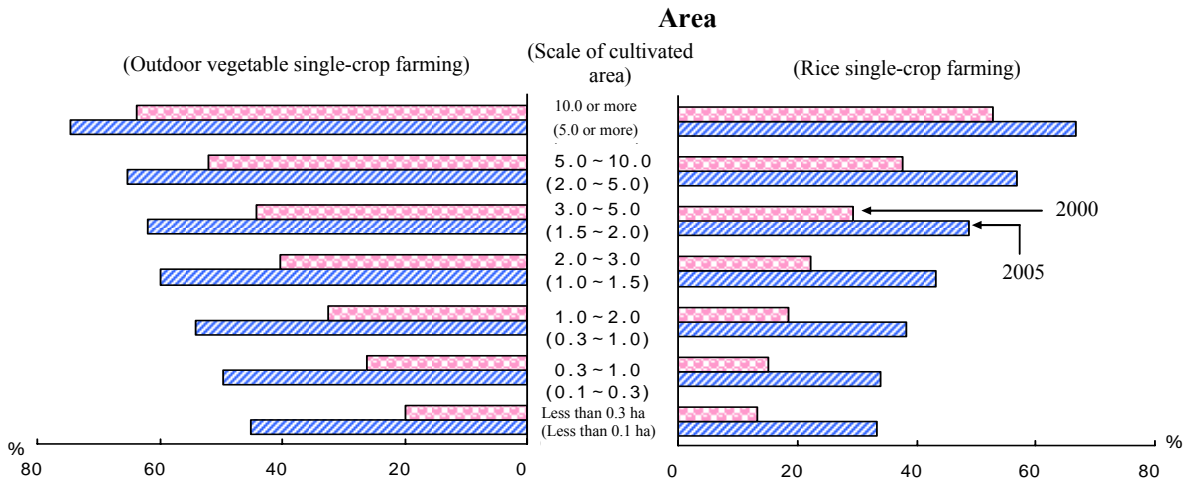 Area
(Outdoor vegetable single-crop farming)
(Scale of cultivated
area)
(Rice single-crop farming)
10.0 or more
(5.0 or more)
5.0~10.0
(2.0~5.0)
3.0~5.0
(1.5~2.0)
2.0~3.0
(1.0~1.5)
1.0~2.0
(0.3~1.0)
0.3~1.0
(0.1~0.3)
Less than 0.3 ha
(Less than 0.1 ha)
2000
2005
%
80 60 40 20 0
0 20 40 60 80
%